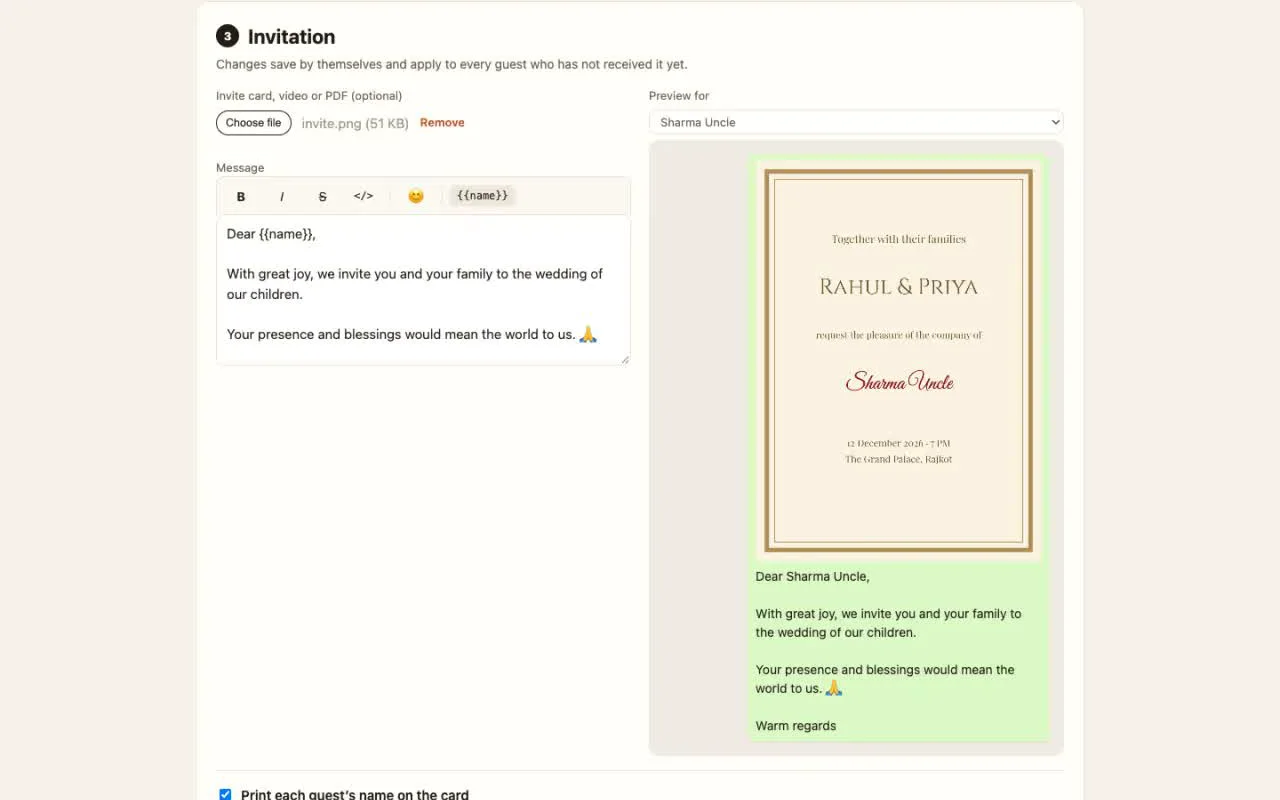 3 Invitation
Changes save by themselves and apply to every guest who has not received it yet.
Invite card, video or PDF (optional)
Choose file invite.png (51 KB) Remove
Message
B I S </> 😊 {{name}}
Dear {{name}},
With great joy, we invite you and your family to the wedding of
our children.
Your presence and blessings would mean the world to us. 🙏
Preview for
Sharma Uncle
Together with their families
Rahul & Priya
request the pleasure of the company of
Sharma Uncle
12 December 2026 · 7 PM
The Grand Palace, Rajkot
Dear Sharma Uncle,
With great joy, we invite you and your family to
the wedding of our children.
Your presence and blessings would mean the
world to us. 🙏
Warm regards
Print each guest's name on the card